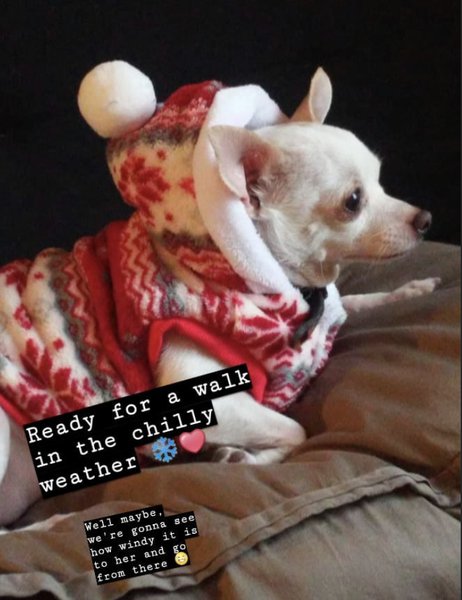 Ready for a walk
in the chilly
weather ❄️💗
Well maybe,
we're gonna see
how windy it is
to her and go
from there 😳